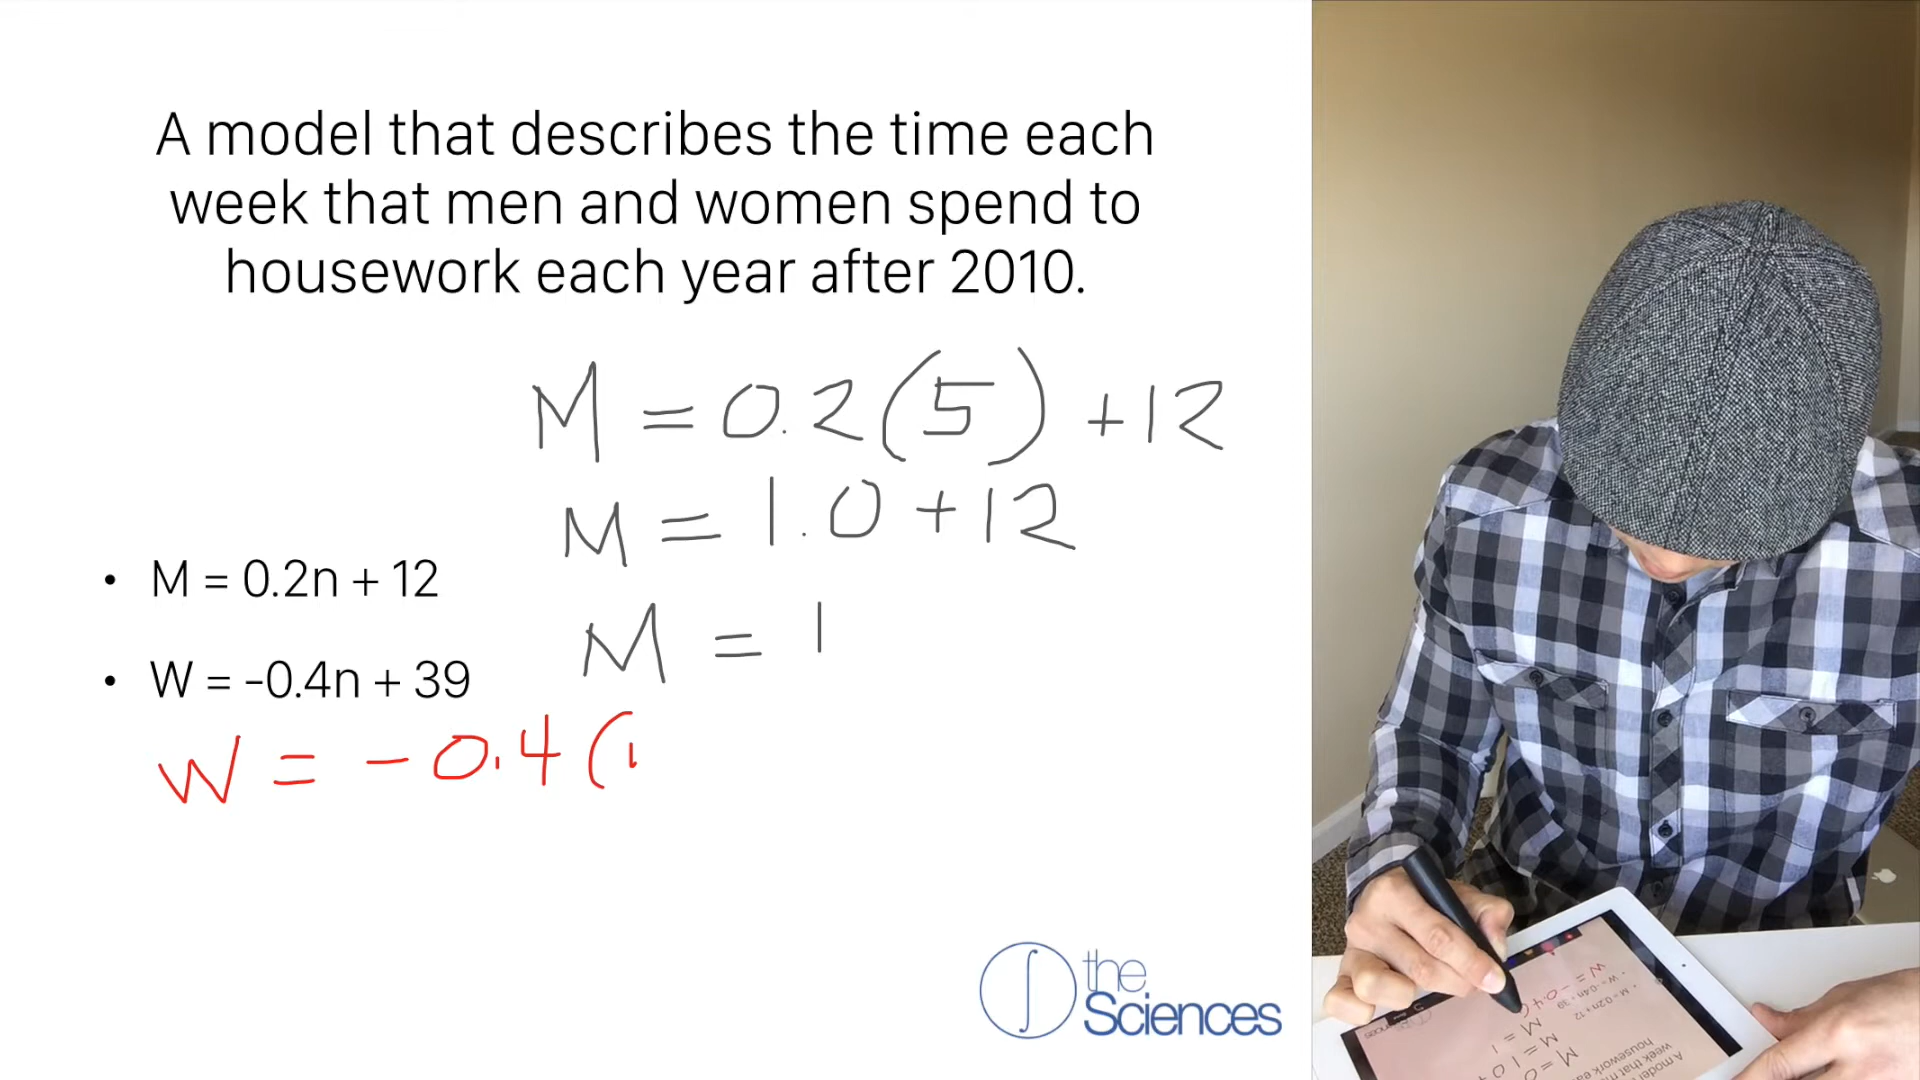 A model that describes the time each
week that men and women spend to
housework each year after 2010.
M = 0.2(5) + 12
M = 1.0 + 12
M = 1
• M = 0.2n + 12
• W = -0.4n + 39
W = - 0.4 (
the
Sciences